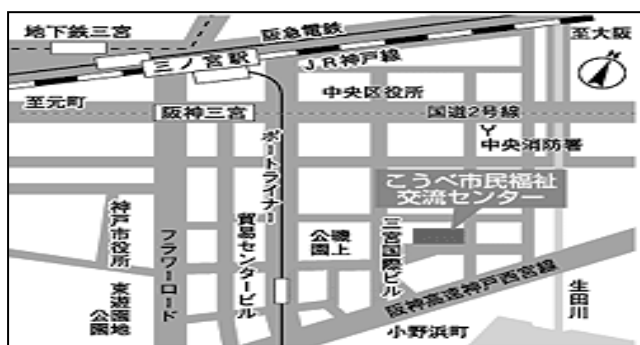 地下鉄三宮
阪急電鉄
至大阪
三ノ宮駅
JR神戸線
至元町
中央区役所
阪神三宮
国道2号線
Y
中央消防署
ポートライナー
こうべ市民福祉
交流センター
神戸市役所
フラワーロード
貿易センタービル
磯上
公園
三宮国際ビル
阪神高速神戸西宮線
生田川
東遊園地
公園
小野浜町